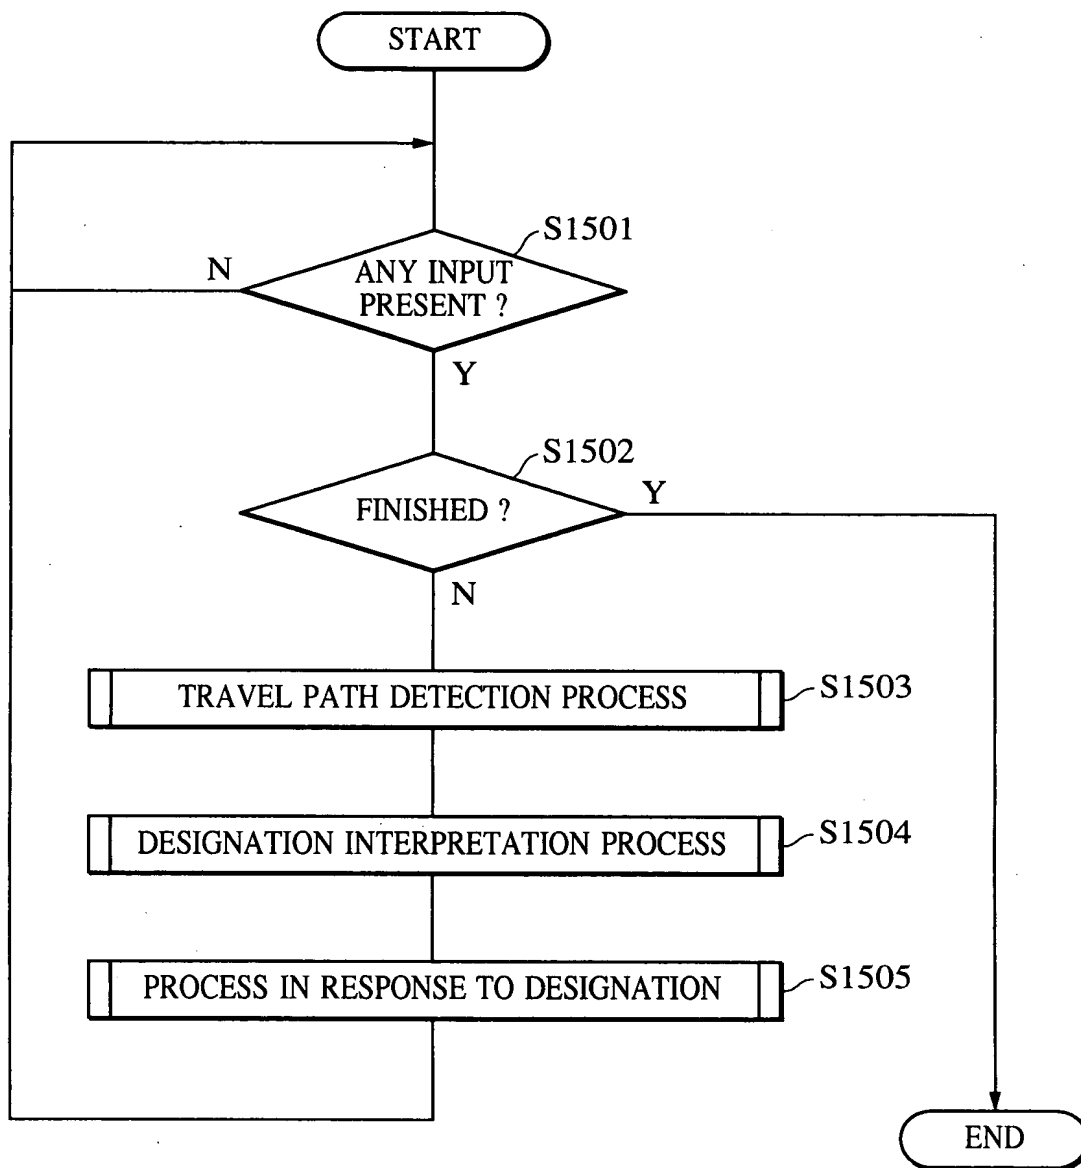 START
S1501
N
ANY INPUT
PRESENT ?
Y
S1502
Y
FINISHED ?
N
TRAVEL PATH DETECTION PROCESS
S1503
DESIGNATION INTERPRETATION PROCESS
S1504
PROCESS IN RESPONSE TO DESIGNATION
S1505
END